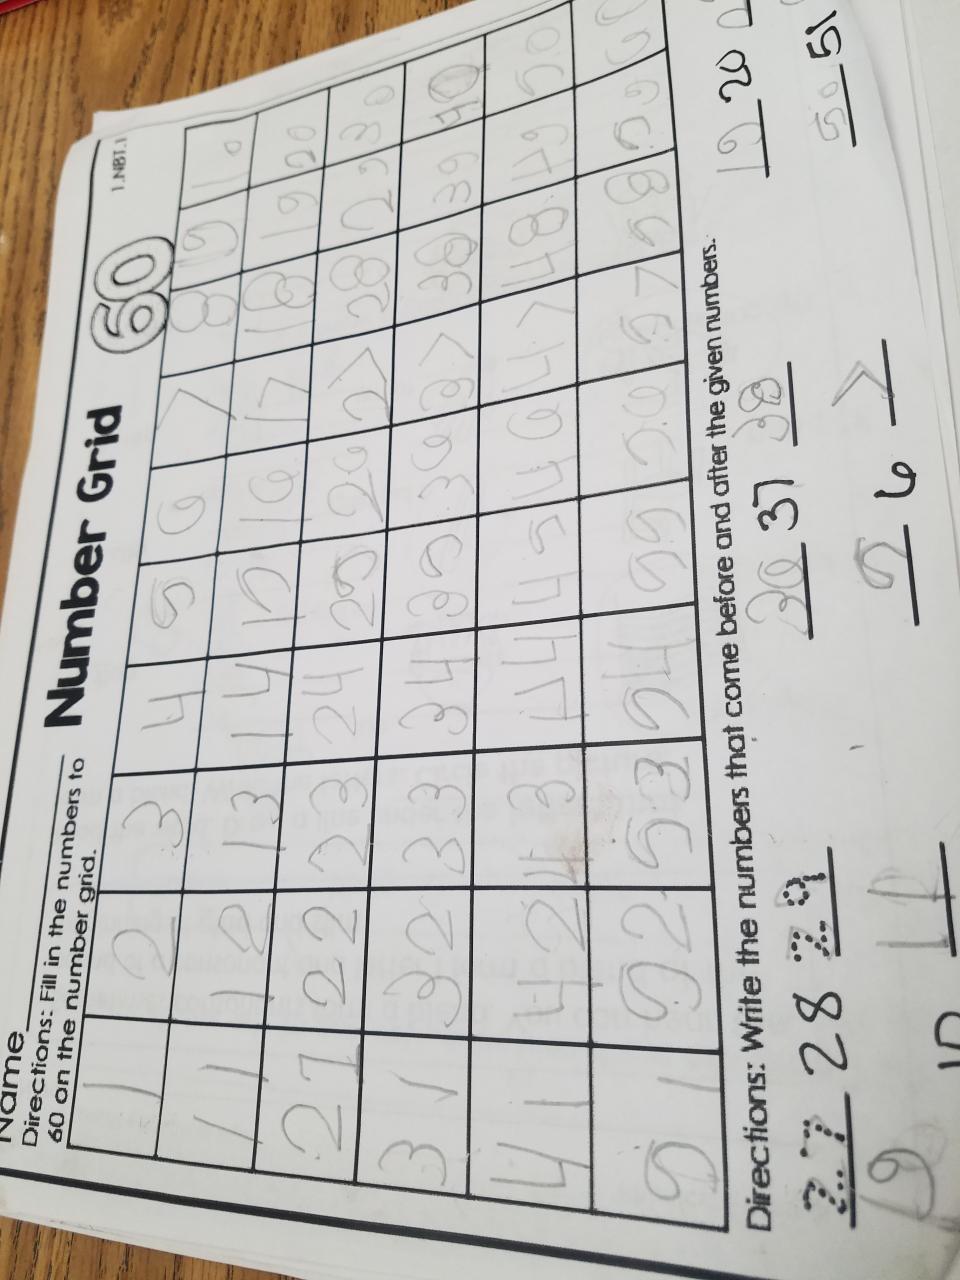 Name
1.NBT.1
Directions: Fill in the numbers to
60 on the number grid.
Number Grid
60
1 2 3 4 5 6 7 8 9 10
11 12 13 14 15 16 17 18 19 20
21 22 23 24 25 26 27 28 29 30
31 32 33 34 35 36 37 38 39 40
41 42 43 44 45 46 47 48 49 50
51 52 53 54 55 56 57 58 59 60
Directions: Write the numbers that come before and after the given numbers.
27 28 29 36 37 38 19 20
9 10 11 5 6 7 50 51